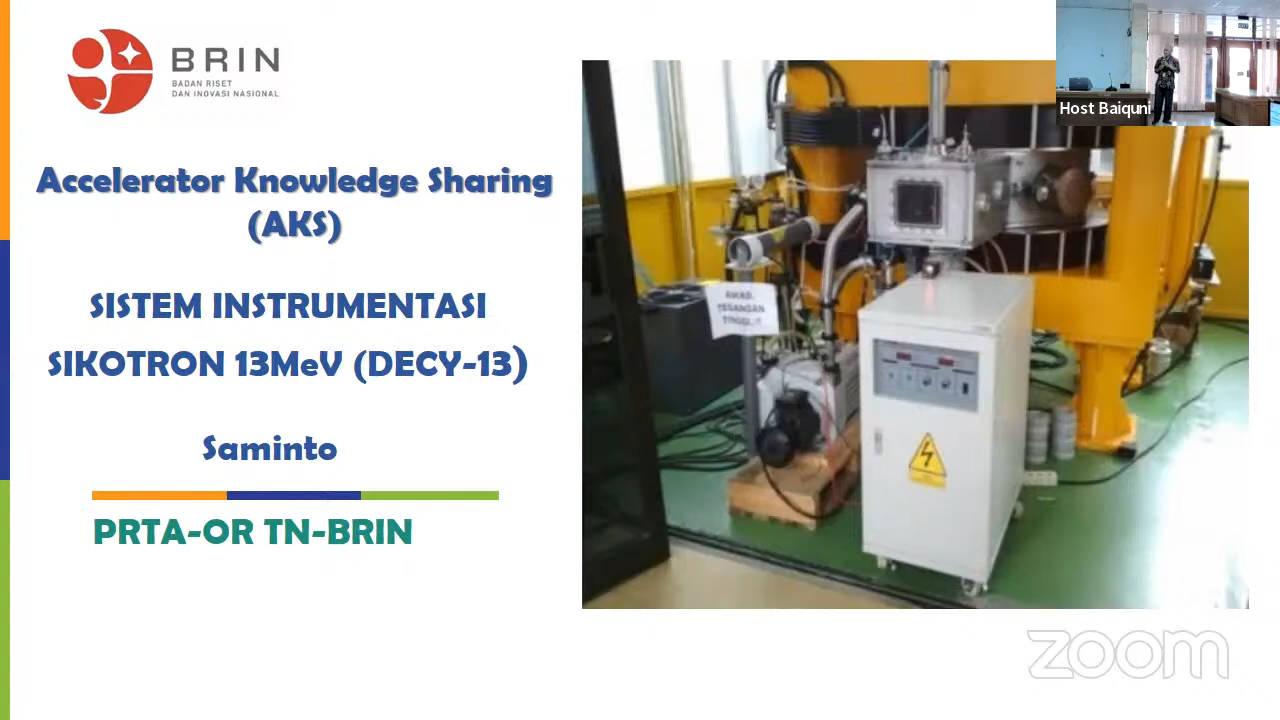 BRIN
BADAN RISET
DAN INOVASI NASIONAL
Host Baiquni
Accelerator Knowledge Sharing
(AKS)
SISTEM INSTRUMENTASI
SIKOTRON 13MeV (DECY-13)
Saminto
PRTA-OR TN-BRIN
AWAS
TEGANGAN
TINGGI
zoom